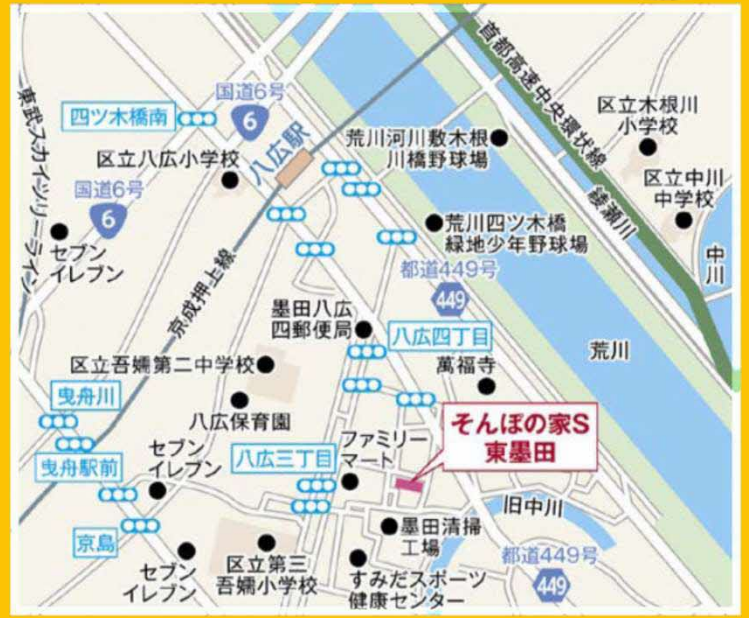 首都高速中央環状線
国道6号
6
四ツ木橋南
東武スカイツリーライン
八広駅
荒川河川敷木根
川橋野球場
区立木根川
小学校
区立八広小学校
綾瀬川
区立中川
中学校
国道6号
6
セブン
イレブン
荒川四ツ木橋
緑地少年野球場
中川
京成押上線
都道449号
449
墨田八広
四郵便局
八広四丁目
荒川
区立吾嬬第二中学校
萬福寺
曳舟川
八広保育園
そんぽの家S
東墨田
ファミリー
マート
セブン
イレブン
八広三丁目
曳舟駅前
旧中川
墨田清掃
工場
京島
都道449号
449
セブン
イレブン
区立第三
吾嬬小学校
すみだスポーツ
健康センター